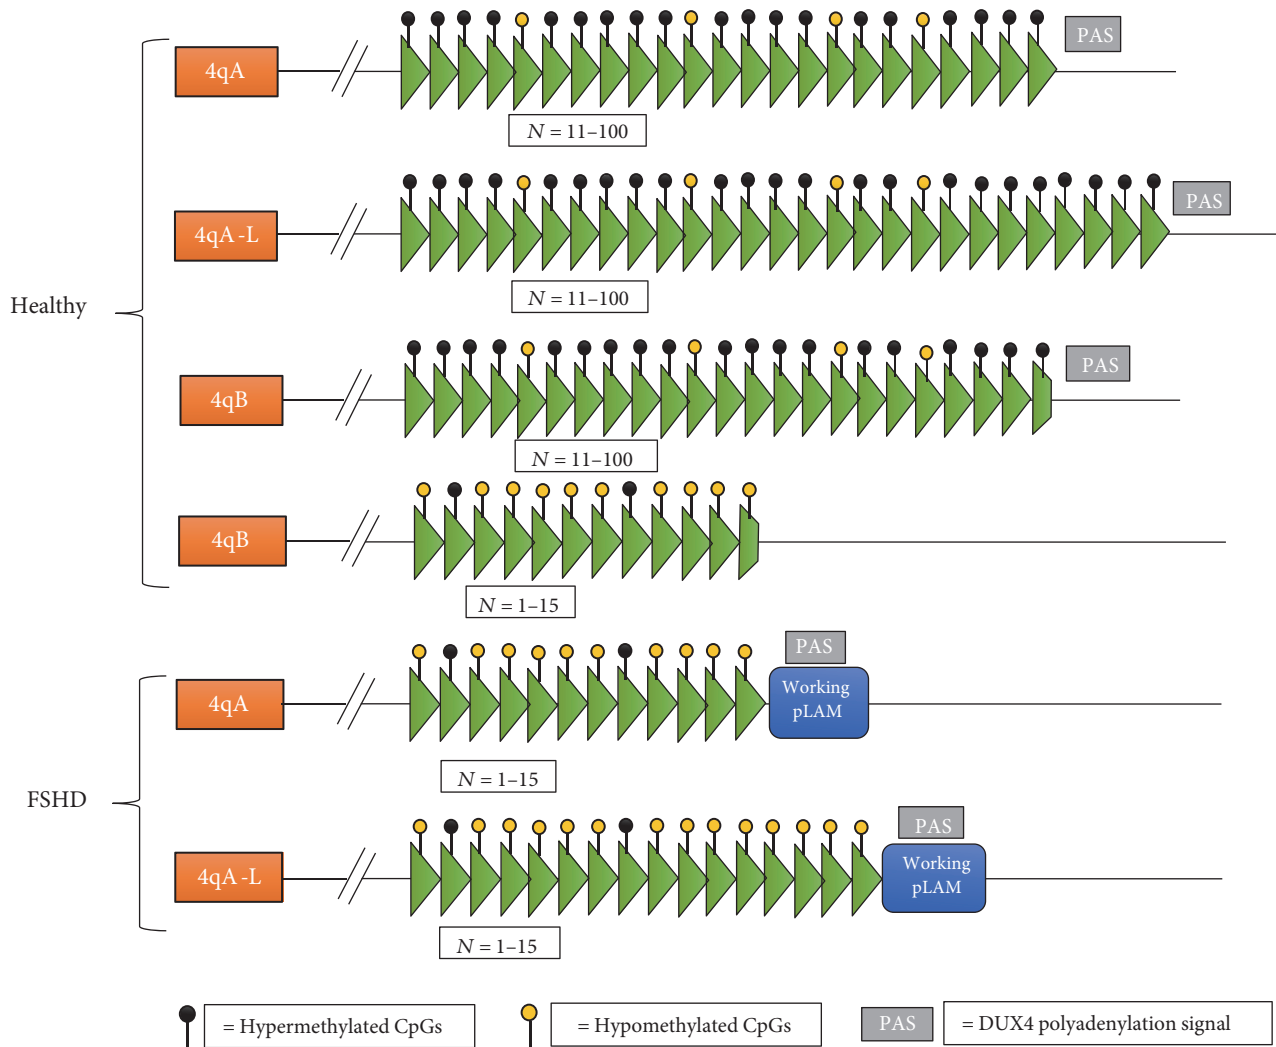 4qA
PAS
N = 11–100
4qA-L
PAS
N = 11–100
Healthy
4qB
PAS
N = 11–100
4qB
N = 1–15
4qA
PAS
Working
pLAM
N = 1–15
FSHD
4qA-L
PAS
Working
pLAM
N = 1–15
= Hypermethylated CpGs
= Hypomethylated CpGs
PAS
= DUX4 polyadenylation signal